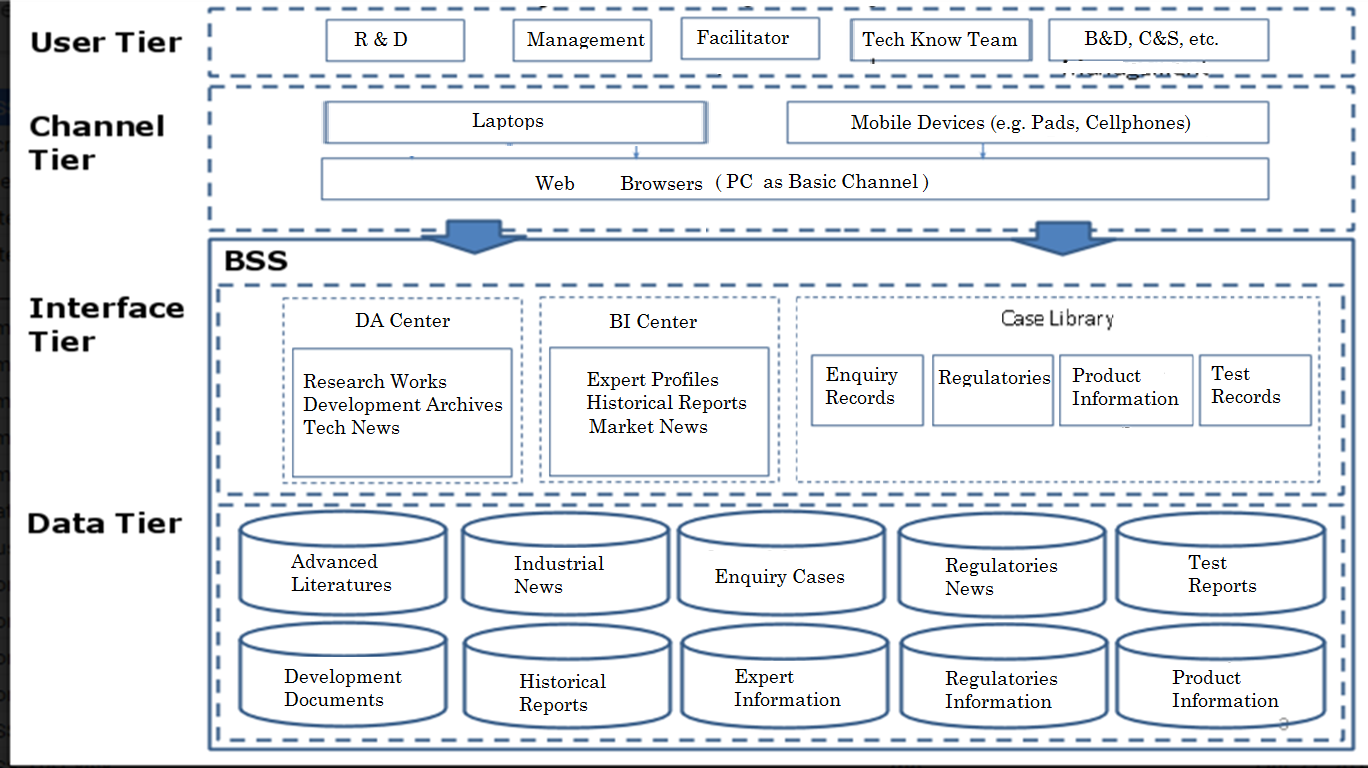 User Tier
R & D
Management
Facilitator
Tech Know Team
B&D, C&S, etc.
Channel
Tier
Laptops
Mobile Devices (e.g. Pads, Cellphones)
Web Browsers ( PC as Basic Channel )
BSS
Interface
Tier
DA Center
Research Works
Development Archives
Tech News
BI Center
Expert Profiles
Historical Reports
Market News
Case Library
Enquiry
Records
Regulatories
Product
Information
Test
Records
Data Tier
Advanced
Literatures
Industrial
News
Enquiry Cases
Regulatories
News
Test
Reports
Development
Documents
Historical
Reports
Expert
Information
Regulatories
Information
Product
Information
3